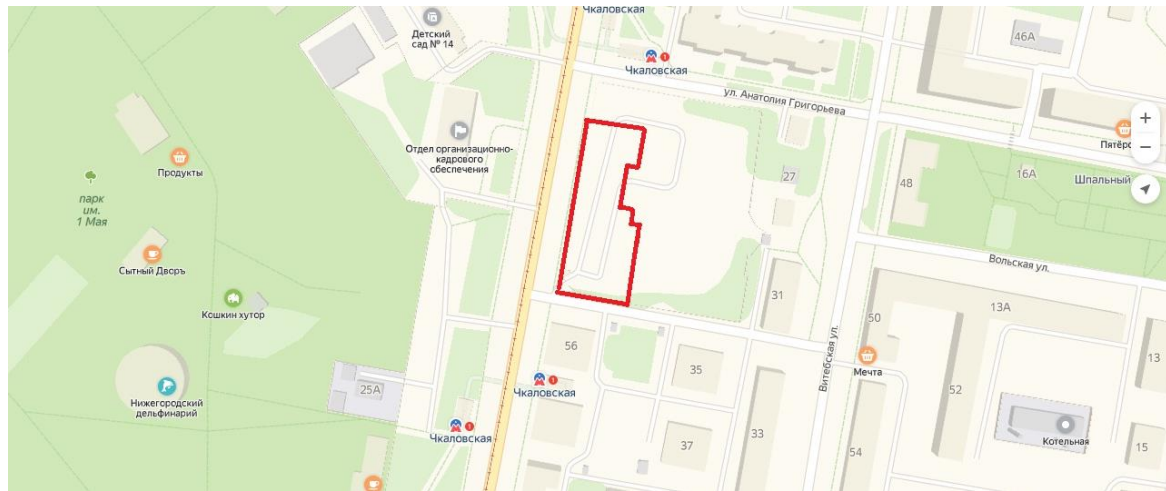 Чкаловская
Детский
сад № 14
46А
Чкаловская
ул. Анатолия Григорьева
Пятёро
Отдел организационно-
кадрового
обеспечения
Продукты
парк
им.
1 Мая
27
48
16А
Шпальный
Сытный Дворъ
Вольская ул.
Кошкин хутор
31
50
13А
Витебская ул.
56
13
Мечта
35
25А
Чкаловская
52
Нижегородский
дельфинарий
Чкаловская
33
Котельная
37
54
15